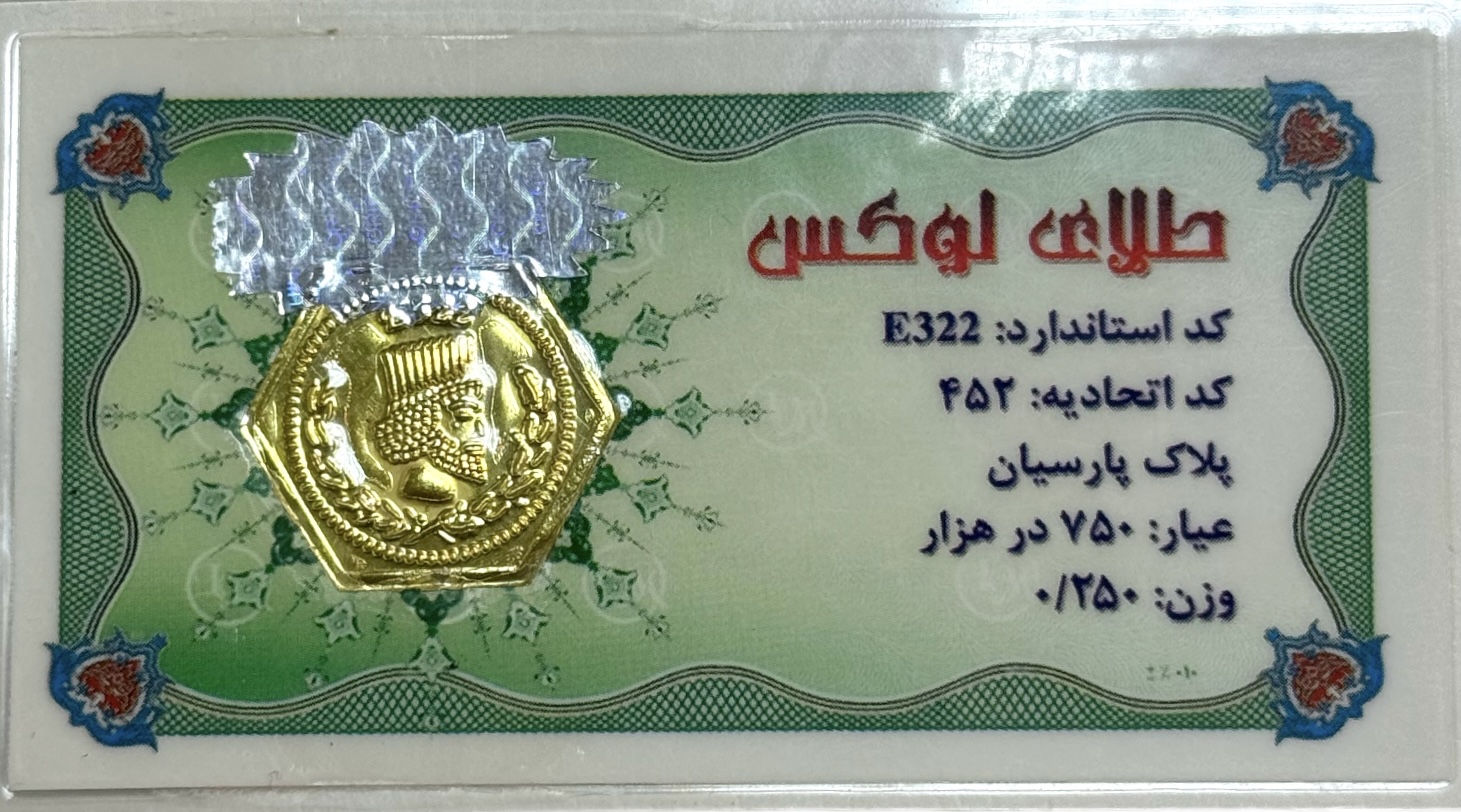 طلای لوکس
کد استاندارد: E322
کد اتحادیه: ۴۵۲
پلاک پارسیان
عیار: ۷۵۰ در هزار
وزن: ۰/۲۵۰